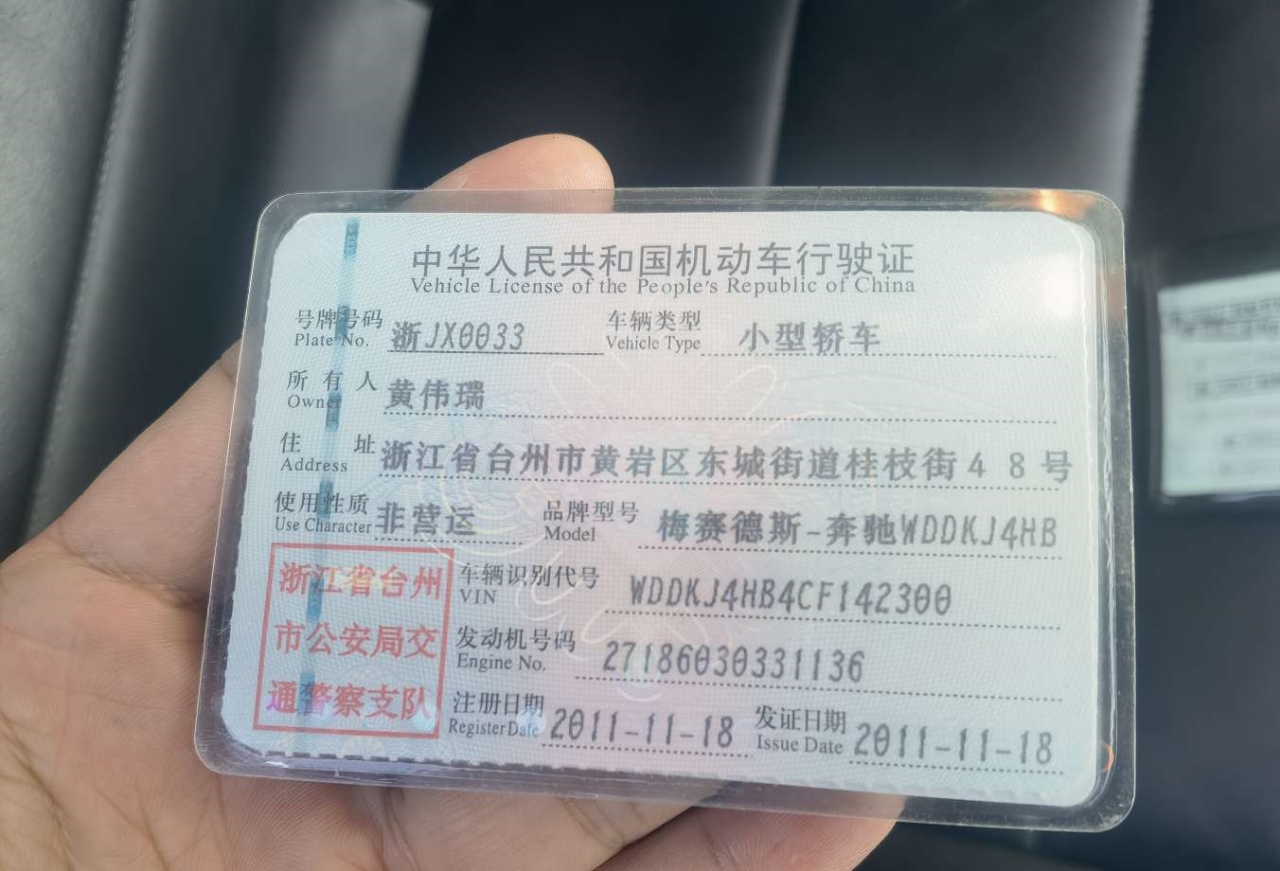 中华人民共和国机动车行驶证
Vehicle License of the People's Republic of China
号牌号码 浙JX0033 车辆类型 小型轿车
Plate No. Vehicle Type
所有人 黄伟瑞
Owner
住址 浙江省台州市黄岩区东城街道桂枝街48号
Address
使用性质 非营运 品牌型号 梅赛德斯-奔驰WDDKJ4HB
Use Character Model
浙江省台州
市公安局交
通警察支队
车辆识别代号 WDDKJ4HB4CF142300
VIN
发动机号码 27186030331136
Engine No.
注册日期 2011-11-18 发证日期 2011-11-18
Register Date Issue Date